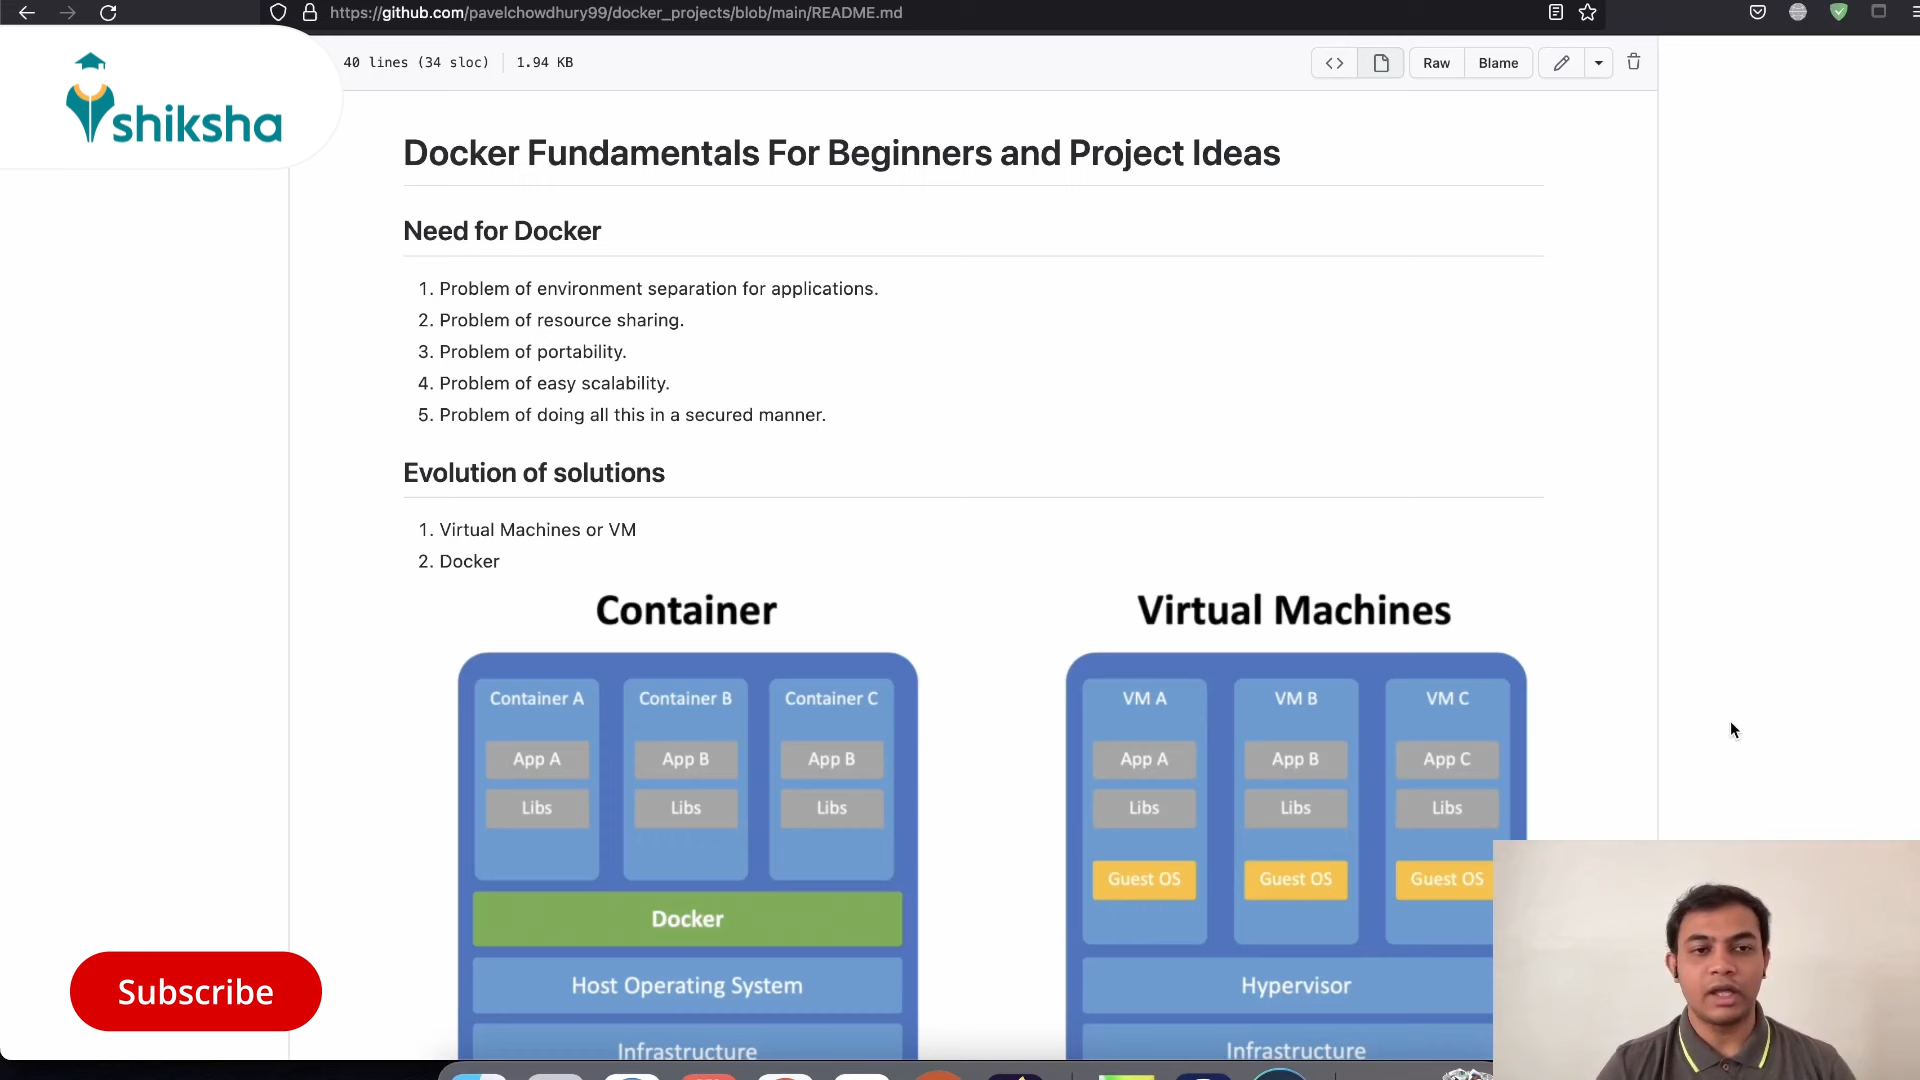 https://github.com/pavelchowdhury99/docker_projects/blob/main/README.md
shiksha
40 lines (34 sloc) 1.94 KB
Raw Blame
Docker Fundamentals For Beginners and Project Ideas
Need for Docker
1. Problem of environment separation for applications.
2. Problem of resource sharing.
3. Problem of portability.
4. Problem of easy scalability.
5. Problem of doing all this in a secured manner.
Evolution of solutions
1. Virtual Machines or VM
2. Docker
Container Virtual Machines
Container A Container B Container C VM A VM B VM C
App A App B App B App A App B App C
Libs Libs Libs Libs Libs Libs
Guest OS Guest OS Guest OS
Docker
Host Operating System Hypervisor
Infrastructure Infrastructure
Subscribe